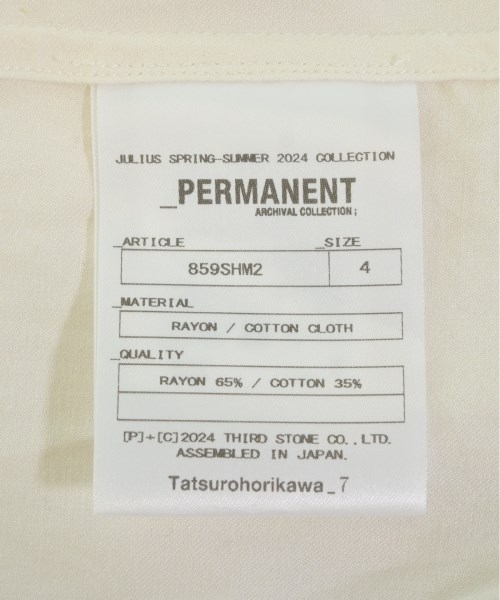 JULIUS SPRING-SUMMER 2024 COLLECTION
_PERMANENT
ARCHIVAL COLLECTION;
_ARTICLE _SIZE
859SHM2 4
_MATERIAL
RAYON / COTTON CLOTH
_QUALITY
RAYON 65% / COTTON 35%
[P]+[C]2024 THIRD STONE CO.,LTD.
ASSEMBLED IN JAPAN.
Tatsurohorikawa_7